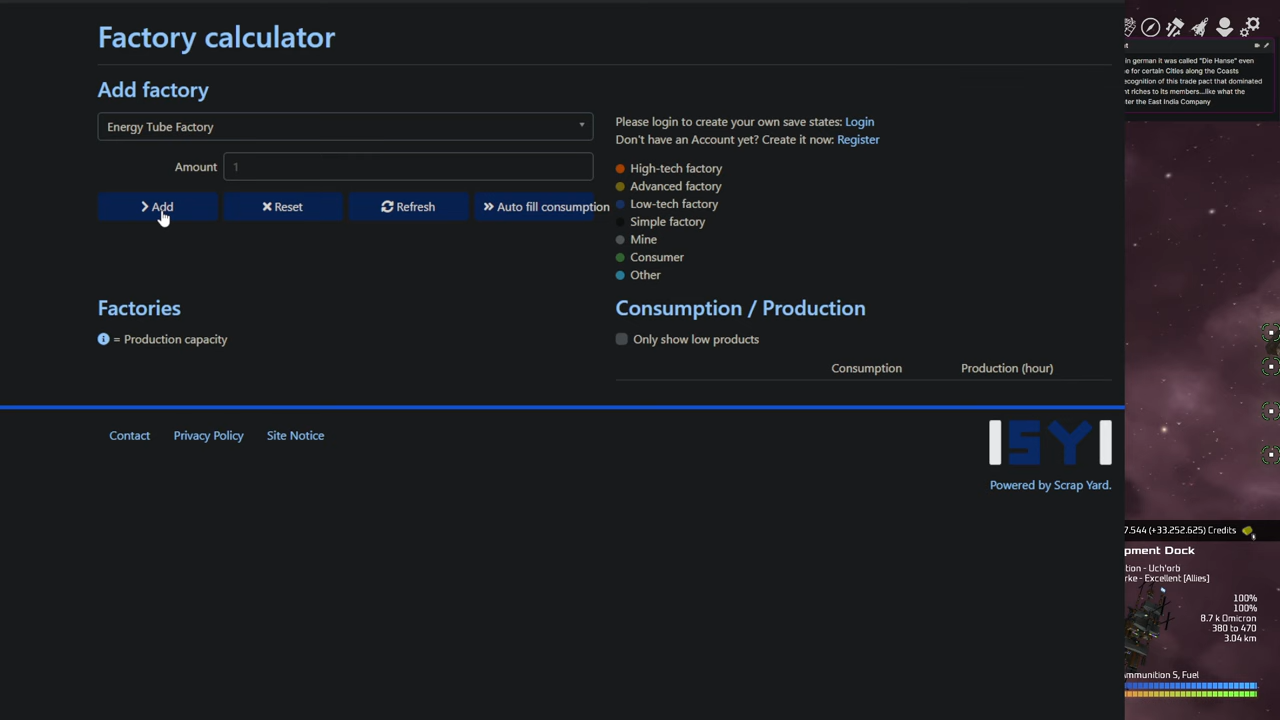 Factory calculator
Add factory
Energy Tube Factory
Amount 1
Add Reset Refresh Auto fill consumption
Please login to create your own save states: Login
Don't have an Account yet? Create it now: Register
High-tech factory
Advanced factory
Low-tech factory
Simple factory
Mine
Consumer
Other
Factories
= Production capacity
Consumption / Production
Only show low products
Consumption Production (hour)
Contact Privacy Policy Site Notice
ISYI
Powered by Scrap Yard.
in german it was called "Die Hanse" even
e for certain Cities along the Coasts
ecognition of this trade pact that dominated
nt riches to its members...like what the
ter the East India Company
7.544 (+33.252.625) Credits
pment Dock
tion - Uch'orb
rke - Excellent [Allies]
100%
100%
8.7 k Omicron
380 to 470
3.04 km
mmunition S, Fuel